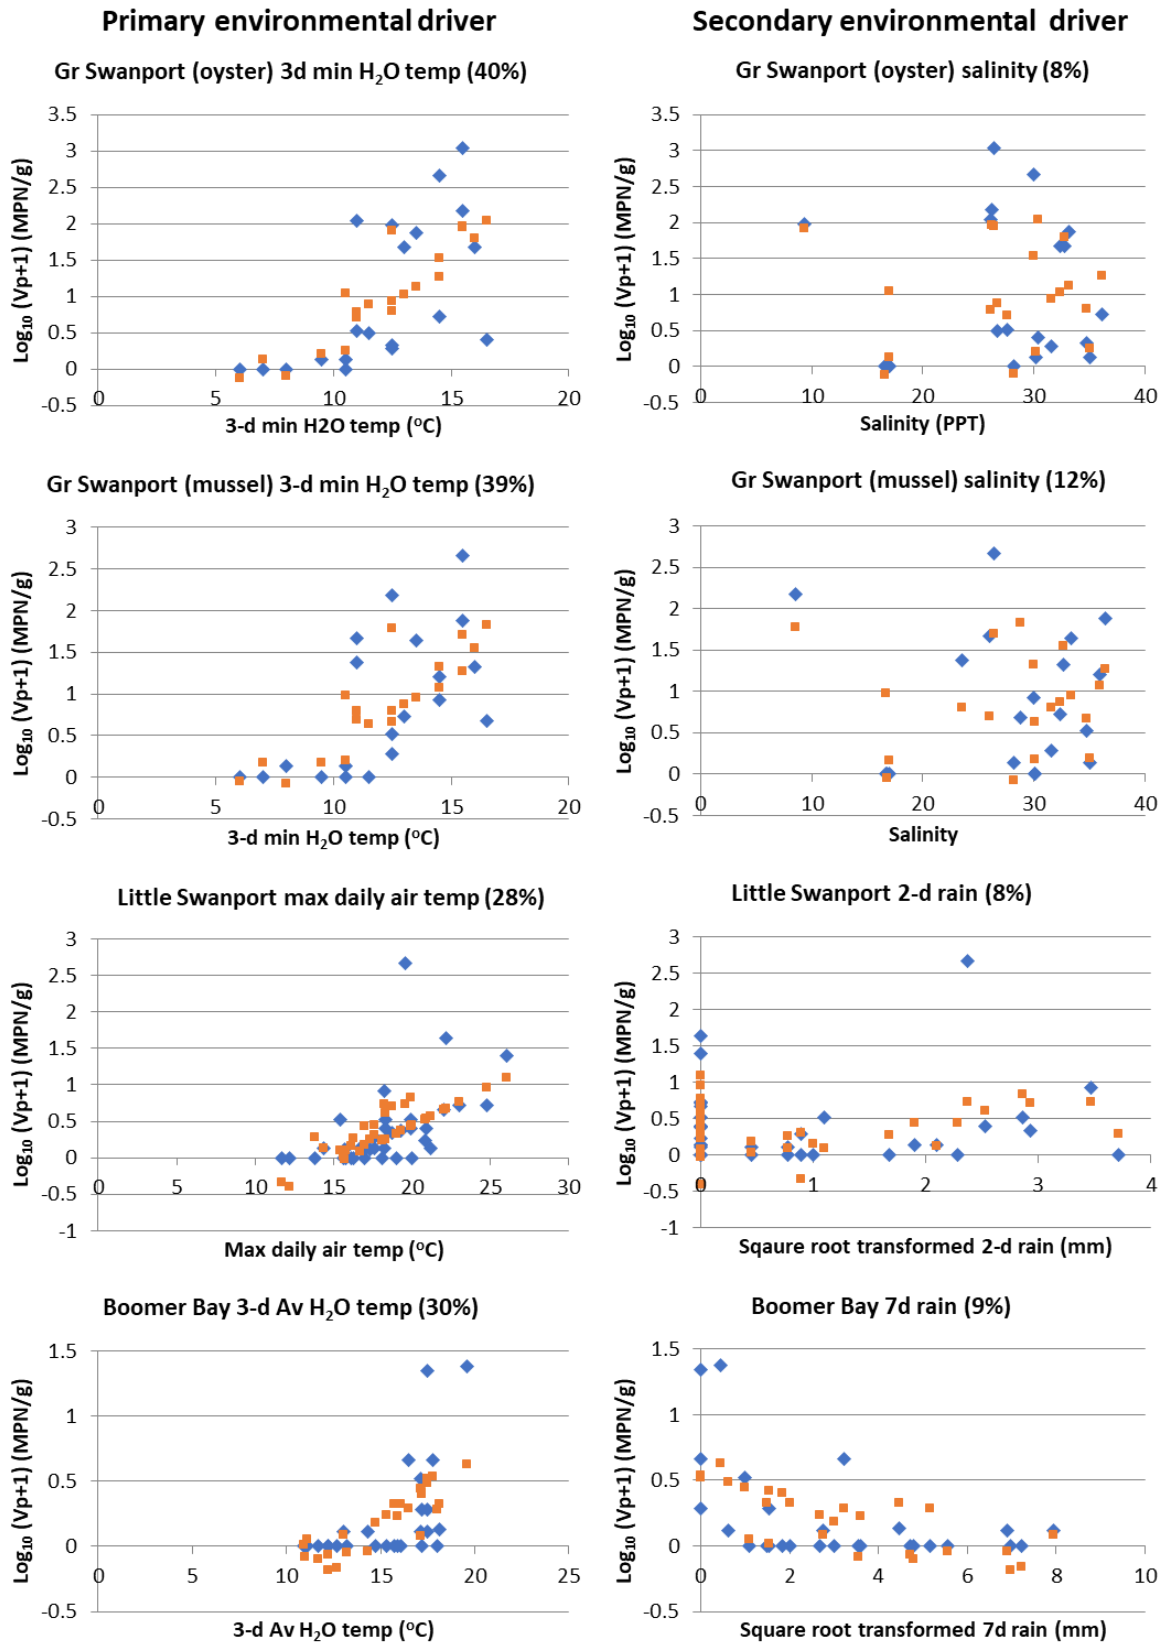 Primary environmental driver
Secondary environmental driver
Gr Swanport (oyster) 3d min H₂O temp (40%)
Log₁₀ (Vp+1) (MPN/g)
3.5
3
2.5
2
1.5
1
0.5
0
-0.5
0 5 10 15 20
3-d min H2O temp (ᴼC)
Gr Swanport (oyster) salinity (8%)
Log₁₀ (Vp+1) (MPN/g)
3.5
3
2.5
2
1.5
1
0.5
0
-0.5
0 10 20 30 40
Salinity (PPT)
Gr Swanport (mussel) 3-d min H₂O temp (39%)
Log₁₀ (Vp+1) (MPN/g)
3
2.5
2
1.5
1
0.5
0
-0.5
0 5 10 15 20
3-d min H₂O temp (ᴼC)
Gr Swanport (mussel) salinity (12%)
Log₁₀ (Vp+1) (MPN/g)
3
2.5
2
1.5
1
0.5
0
-0.5
0 10 20 30 40
Salinity
Little Swanport max daily air temp (28%)
Log₁₀ (Vp+1) (MPN/g)
3
2.5
2
1.5
1
0.5
0
-0.5
-1
0 5 10 15 20 25 30
Max daily air temp (ᴼC)
Little Swanport 2-d rain (8%)
Log₁₀ (Vp+1) (MPN/g)
3
2.5
2
1.5
1
0.5
0
-0.5
-1
0 1 2 3 4
Sqaure root transformed 2-d rain (mm)
Boomer Bay 3-d Av H₂O temp (30%)
Log₁₀ (Vp+1) (MPN/g)
1.5
1
0.5
0
-0.5
0 5 10 15 20 25
3-d Av H₂O temp (ᴼC)
Boomer Bay 7d rain (9%)
Log₁₀ (Vp+1) (MPN/g)
1.5
1
0.5
0
-0.5
0 2 4 6 8 10
Square root transformed 7d rain (mm)